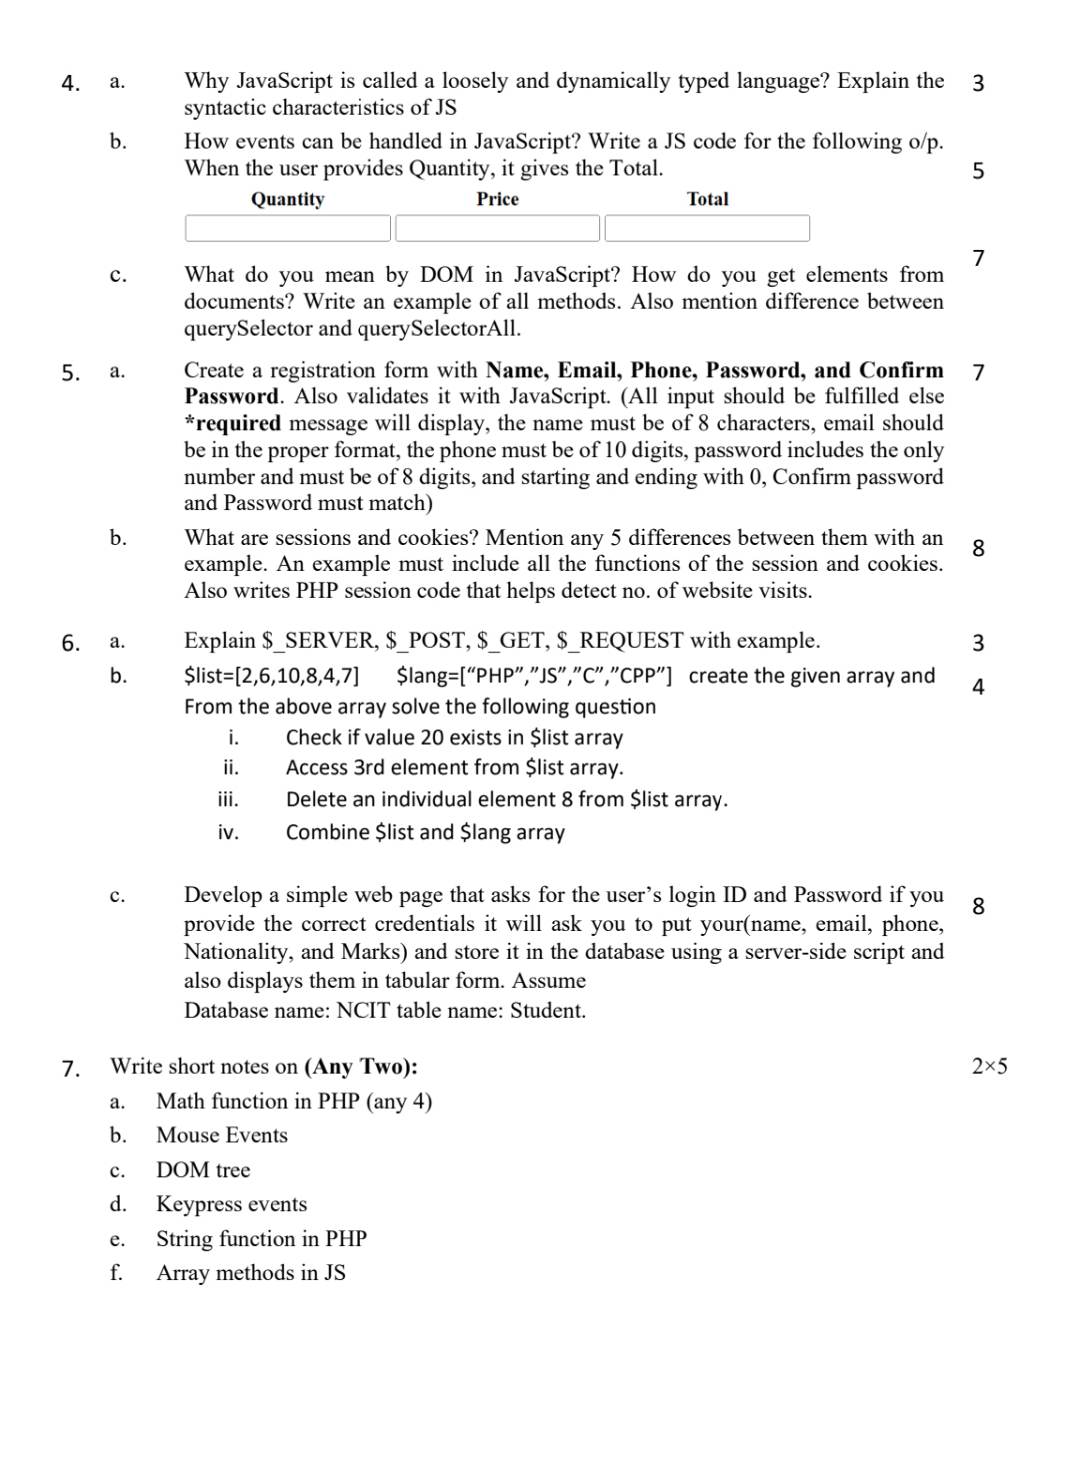 4. a. Why JavaScript is called a loosely and dynamically typed language? Explain the 3
syntactic characteristics of JS
b. How events can be handled in JavaScript? Write a JS code for the following o/p.
When the user provides Quantity, it gives the Total. 5
Quantity Price Total
7
c. What do you mean by DOM in JavaScript? How do you get elements from
documents? Write an example of all methods. Also mention difference between
querySelector and querySelectorAll.
5. a. Create a registration form with Name, Email, Phone, Password, and Confirm 7
Password. Also validates it with JavaScript. (All input should be fulfilled else
*required message will display, the name must be of 8 characters, email should
be in the proper format, the phone must be of 10 digits, password includes the only
number and must be of 8 digits, and starting and ending with 0, Confirm password
and Password must match)
b. What are sessions and cookies? Mention any 5 differences between them with an 8
example. An example must include all the functions of the session and cookies.
Also writes PHP session code that helps detect no. of website visits.
6. a. Explain $_SERVER, $_POST, $_GET, $_REQUEST with example. 3
b. $list=[2,6,10,8,4,7] $lang=[“PHP”,”JS”,”C”,”CPP”] create the given array and 4
From the above array solve the following question
i. Check if value 20 exists in $list array
ii. Access 3rd element from $list array.
iii. Delete an individual element 8 from $list array.
iv. Combine $list and $lang array
c. Develop a simple web page that asks for the user’s login ID and Password if you 8
provide the correct credentials it will ask you to put your(name, email, phone,
Nationality, and Marks) and store it in the database using a server-side script and
also displays them in tabular form. Assume
Database name: NCIT table name: Student.
7. Write short notes on (Any Two): 2×5
a. Math function in PHP (any 4)
b. Mouse Events
c. DOM tree
d. Keypress events
e. String function in PHP
f. Array methods in JS